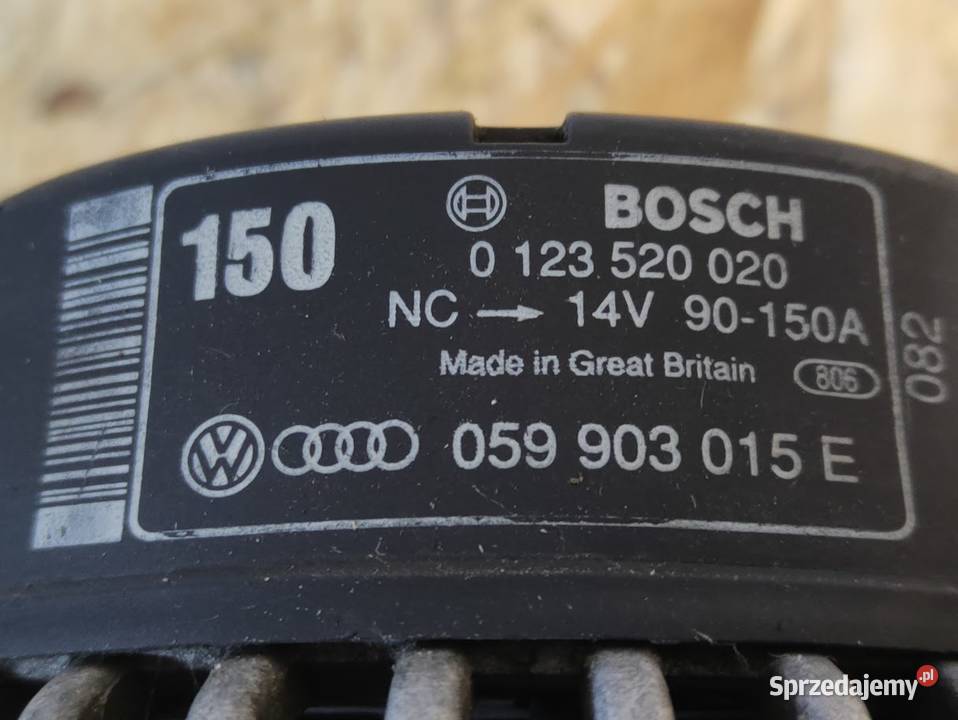 150
BOSCH
0 123 520 020
NC → 14V 90-150A
Made in Great Britain 806
059 903 015 E
082
Sprzedajemy.pl